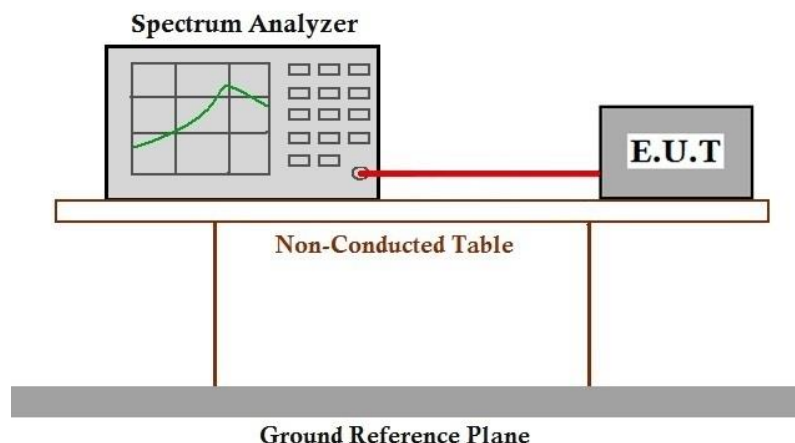 Spectrum Analyzer
E.U.T
Non-Conducted Table
Ground Reference Plane